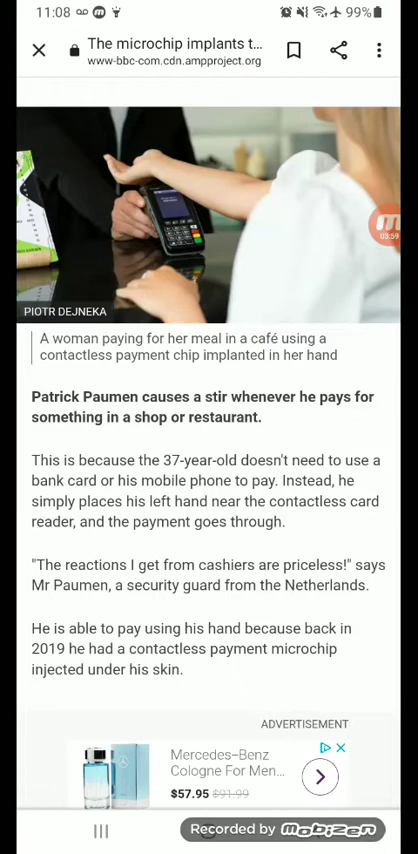 11:08
99%
The microchip implants t...
www-bbc-com.cdn.ampproject.org
03:59
PIOTR DEJNEKA
A woman paying for her meal in a café using a
contactless payment chip implanted in her hand
Patrick Paumen causes a stir whenever he pays for
something in a shop or restaurant.
This is because the 37-year-old doesn't need to use a
bank card or his mobile phone to pay. Instead, he
simply places his left hand near the contactless card
reader, and the payment goes through.
"The reactions I get from cashiers are priceless!" says
Mr Paumen, a security guard from the Netherlands.
He is able to pay using his hand because back in
2019 he had a contactless payment microchip
injected under his skin.
ADVERTISEMENT
Mercedes-Benz
Cologne For Men...
$57.95 $91.99
Recorded by mobizen